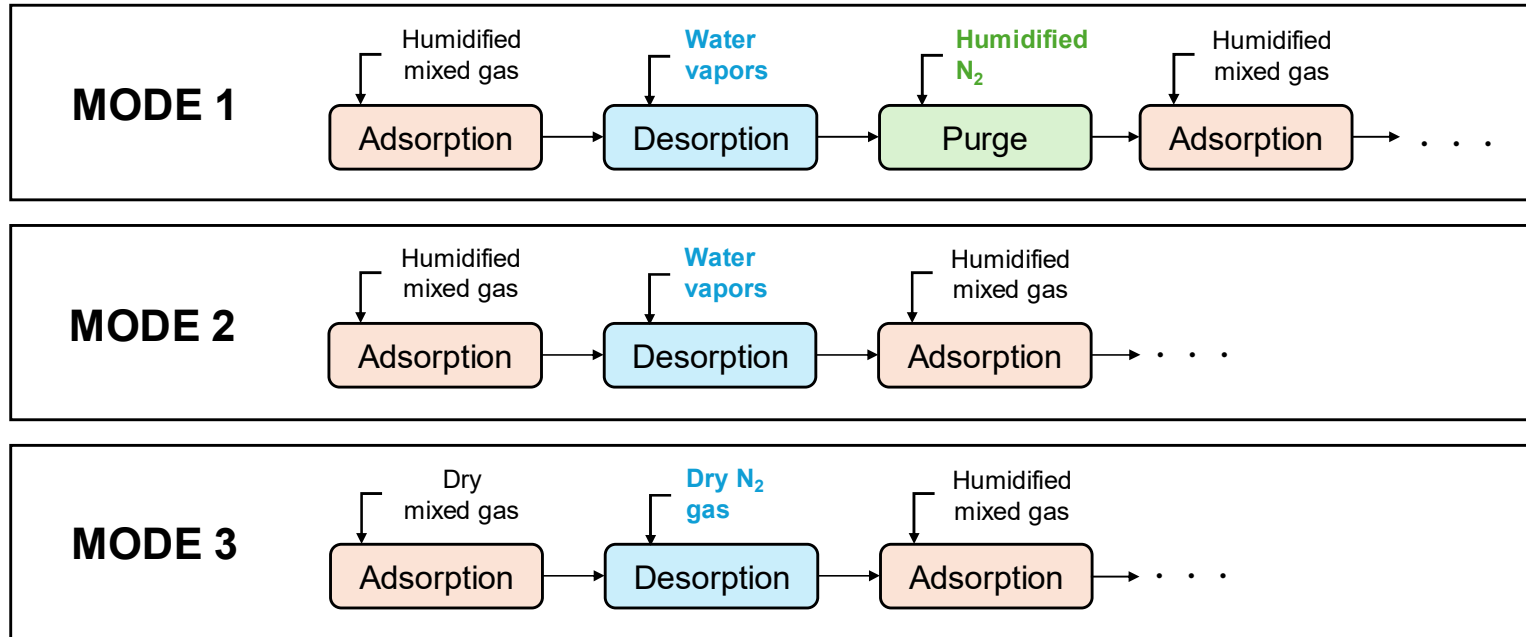 MODE 1
Humidified
mixed gas
Adsorption
Water
vapors
Desorption
Humidified
N₂
Purge
Humidified
mixed gas
Adsorption
. . .
MODE 2
Humidified
mixed gas
Adsorption
Water
vapors
Desorption
Humidified
mixed gas
Adsorption
. . .
MODE 3
Dry
mixed gas
Adsorption
Dry N₂
gas
Desorption
Humidified
mixed gas
Adsorption
. . .